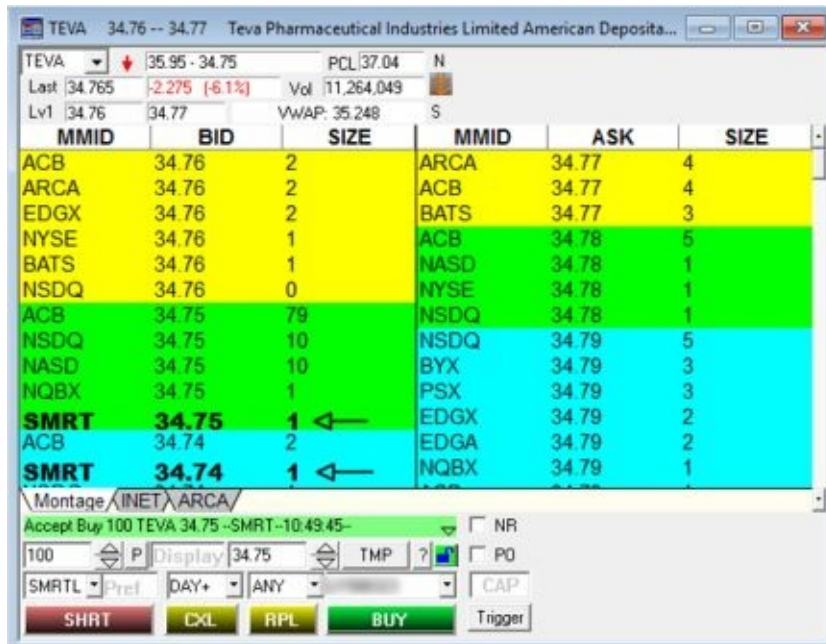 TEVA 34.76 -- 34.77 Teva Pharmaceutical Industries Limited American Deposita...
TEVA 35.95 - 34.75 PCL 37.04 N
Last 34.765 -2.275 (-6.1%) Vol 11,264,049
Lv1 34.76 34.77 VWAP: 35.248 S
MMID BID SIZE MMID ASK SIZE
ACB 34.76 2 ARCA 34.77 4
ARCA 34.76 2 ACB 34.77 4
EDGX 34.76 2 BATS 34.77 3
NYSE 34.76 1 ACB 34.78 5
BATS 34.76 1 NASD 34.78 1
NSDQ 34.76 0 NYSE 34.78 1
ACB 34.75 79 NSDQ 34.78 1
NSDQ 34.75 10 NSDQ 34.79 5
NASD 34.75 10 BYX 34.79 3
NQBX 34.75 1 PSX 34.79 3
SMRT 34.75 1 EDGX 34.79 2
ACB 34.74 2 EDGA 34.79 2
SMRT 34.74 1 NQBX 34.79 1
Montage INET ARCA
Accept Buy 100 TEVA 34.75 --SMRT--10:49:45-- NR
100 P Display 34.75 TMP ? PO
SMRTL Pref DAY+ ANY CAP
SHRT CXL RPL BUY Trigger